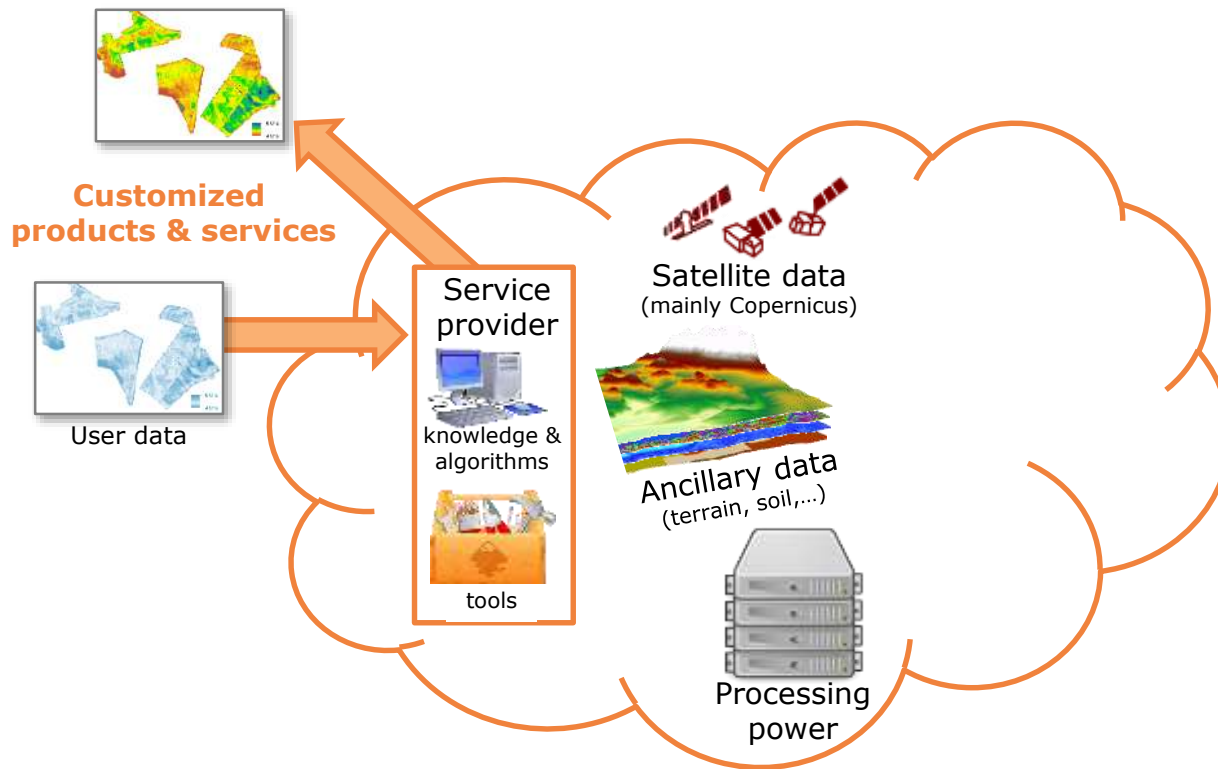 Customized
products & services
User data
Service
provider
knowledge &
algorithms
tools
Satellite data
(mainly Copernicus)
Ancillary data
(terrain, soil,...)
Processing
power